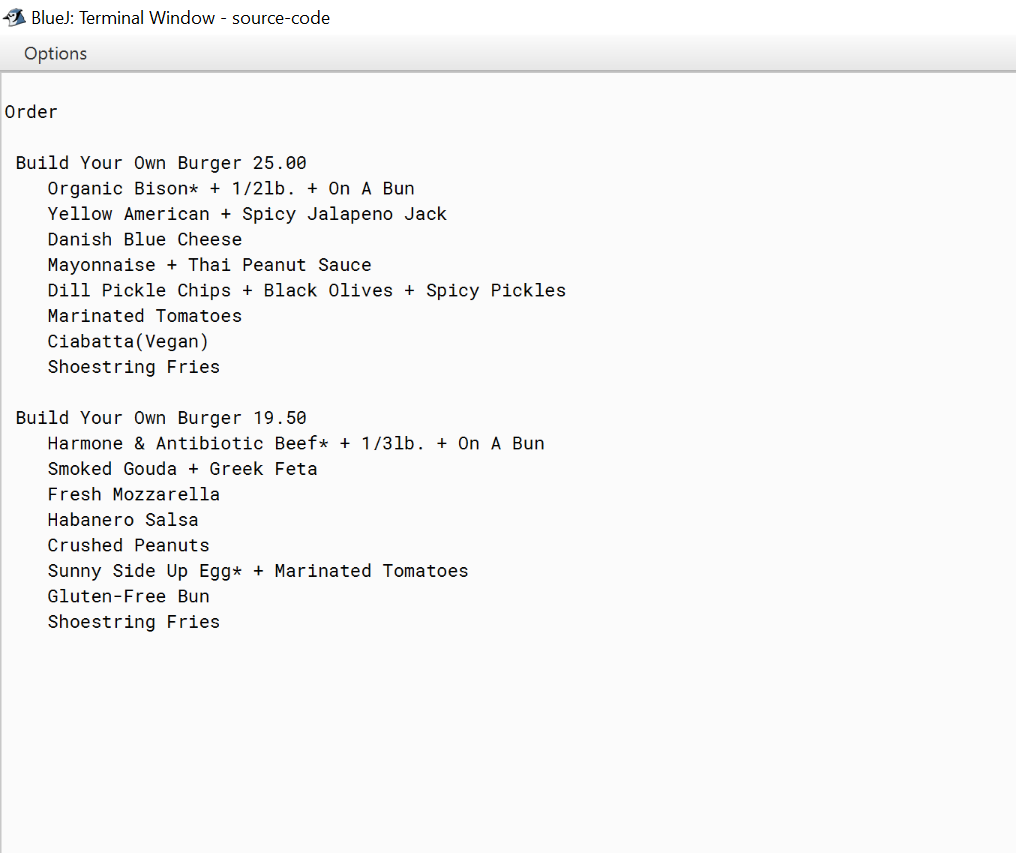 BlueJ: Terminal Window - source-code
Options
Order
Build Your Own Burger 25.00
Organic Bison* + 1/2lb. + On A Bun
Yellow American + Spicy Jalapeno Jack
Danish Blue Cheese
Mayonnaise + Thai Peanut Sauce
Dill Pickle Chips + Black Olives + Spicy Pickles
Marinated Tomatoes
Ciabatta(Vegan)
Shoestring Fries
Build Your Own Burger 19.50
Harmone & Antibiotic Beef* + 1/3lb. + On A Bun
Smoked Gouda + Greek Feta
Fresh Mozzarella
Habanero Salsa
Crushed Peanuts
Sunny Side Up Egg* + Marinated Tomatoes
Gluten-Free Bun
Shoestring Fries